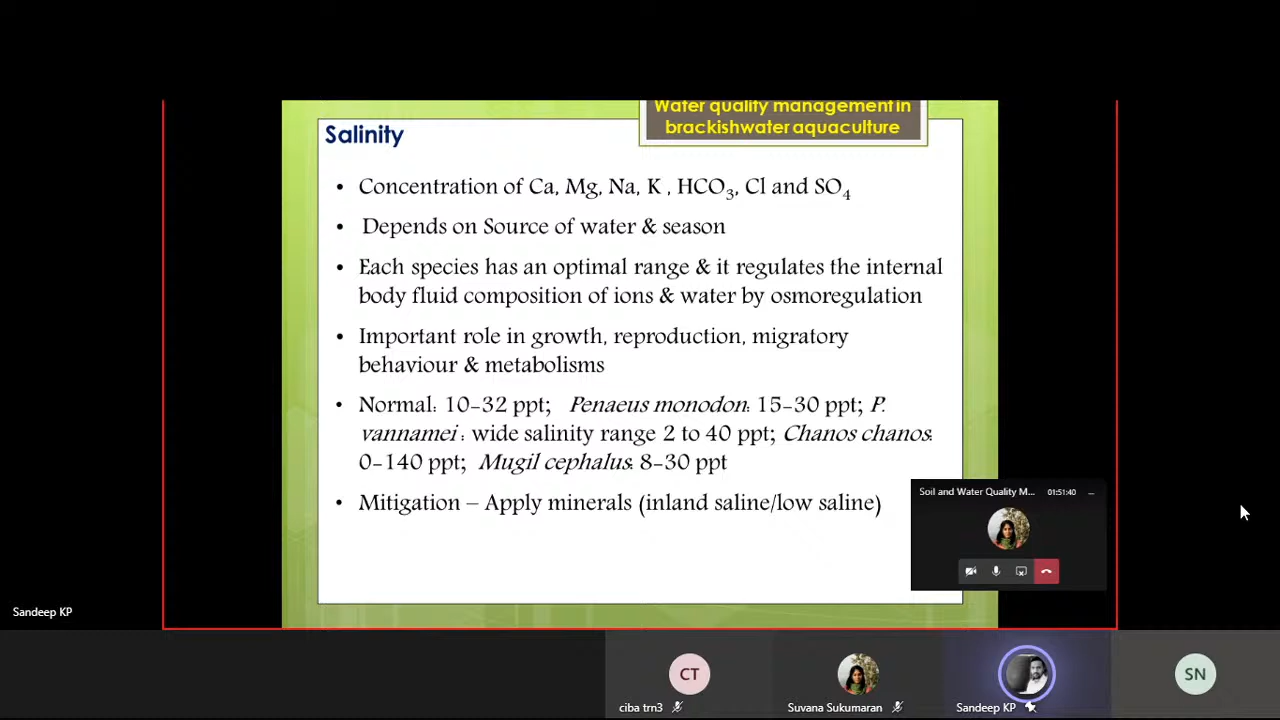 Water quality management in
brackishwater aquaculture
Salinity
• Concentration of Ca, Mg, Na, K , HCO3, Cl and SO4
• Depends on Source of water & season
• Each species has an optimal range & it regulates the internal
body fluid composition of ions & water by osmoregulation
• Important role in growth, reproduction, migratory
behaviour & metabolisms
• Normal: 10-32 ppt; Penaeus monodon: 15-30 ppt; P.
vannamei : wide salinity range 2 to 40 ppt; Chanos chanos:
0-140 ppt; Mugil cephalus: 8-30 ppt
• Mitigation – Apply minerals (inland saline/low saline)
Soil and Water Quality M... 01:51:40
Sandeep KP
CT
SN
ciba trn3
Suvana Sukumaran
Sandeep KP